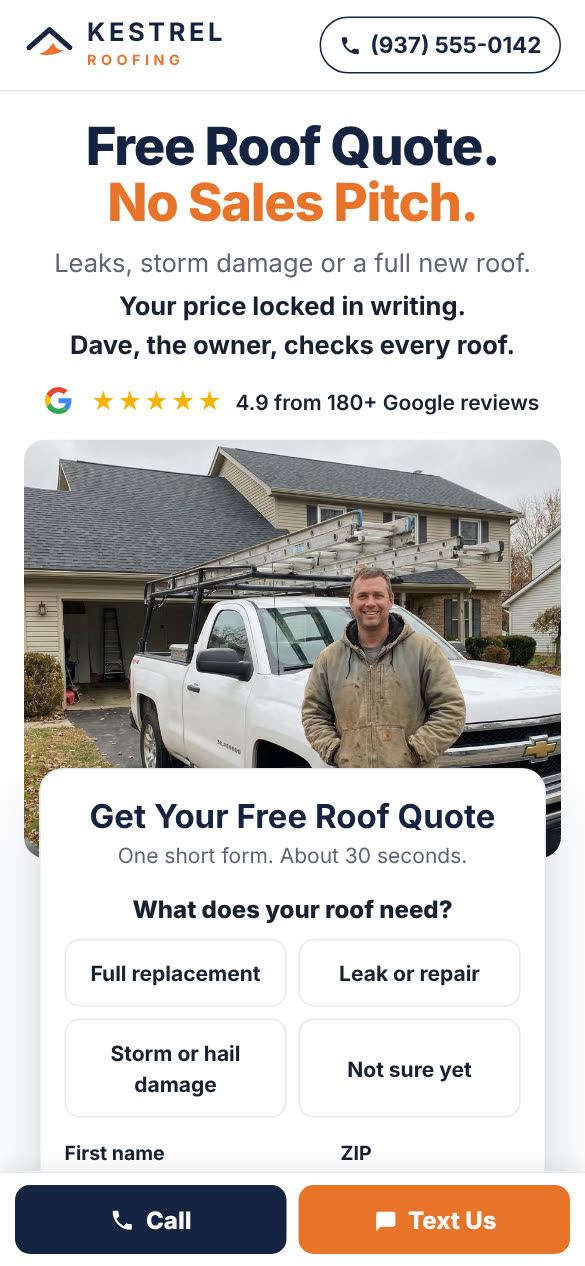 KESTREL
ROOFING
(937) 555-0142
Free Roof Quote.
No Sales Pitch.
Leaks, storm damage or a full new roof.
Your price locked in writing.
Dave, the owner, checks every roof.
4.9 from 180+ Google reviews
SILVERADO
Get Your Free Roof Quote
One short form. About 30 seconds.
What does your roof need?
Full replacement
Leak or repair
Storm or hail
damage
Not sure yet
First name
ZIP
Call
Text Us